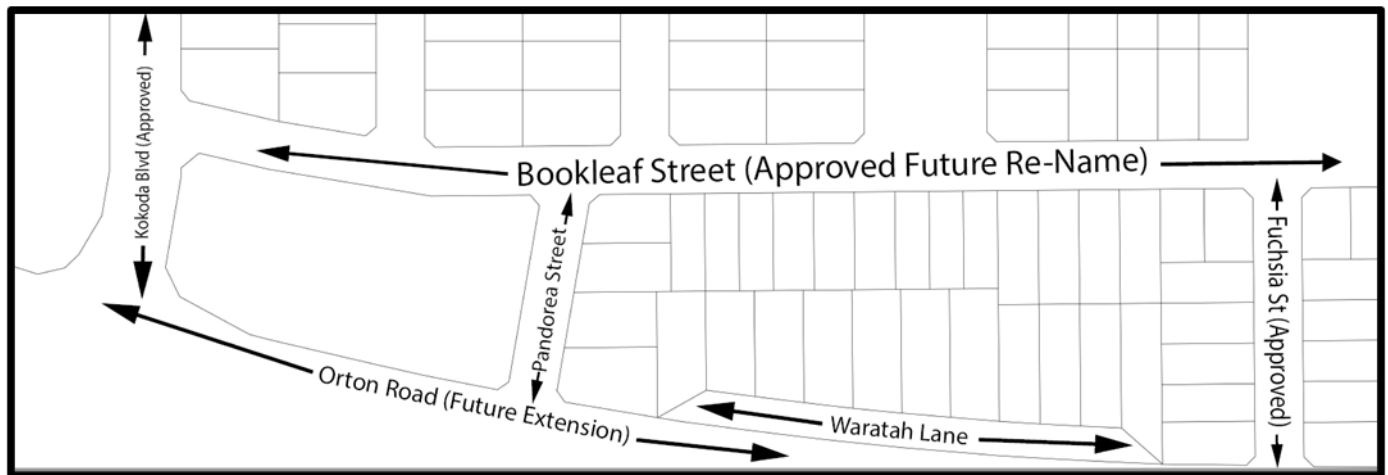 Kokoda Blvd (Approved)
Bookleaf Street (Approved Future Re-Name)
Pandorea Street
Fuchsia St (Approved)
Orton Road (Future Extension)
Waratah Lane